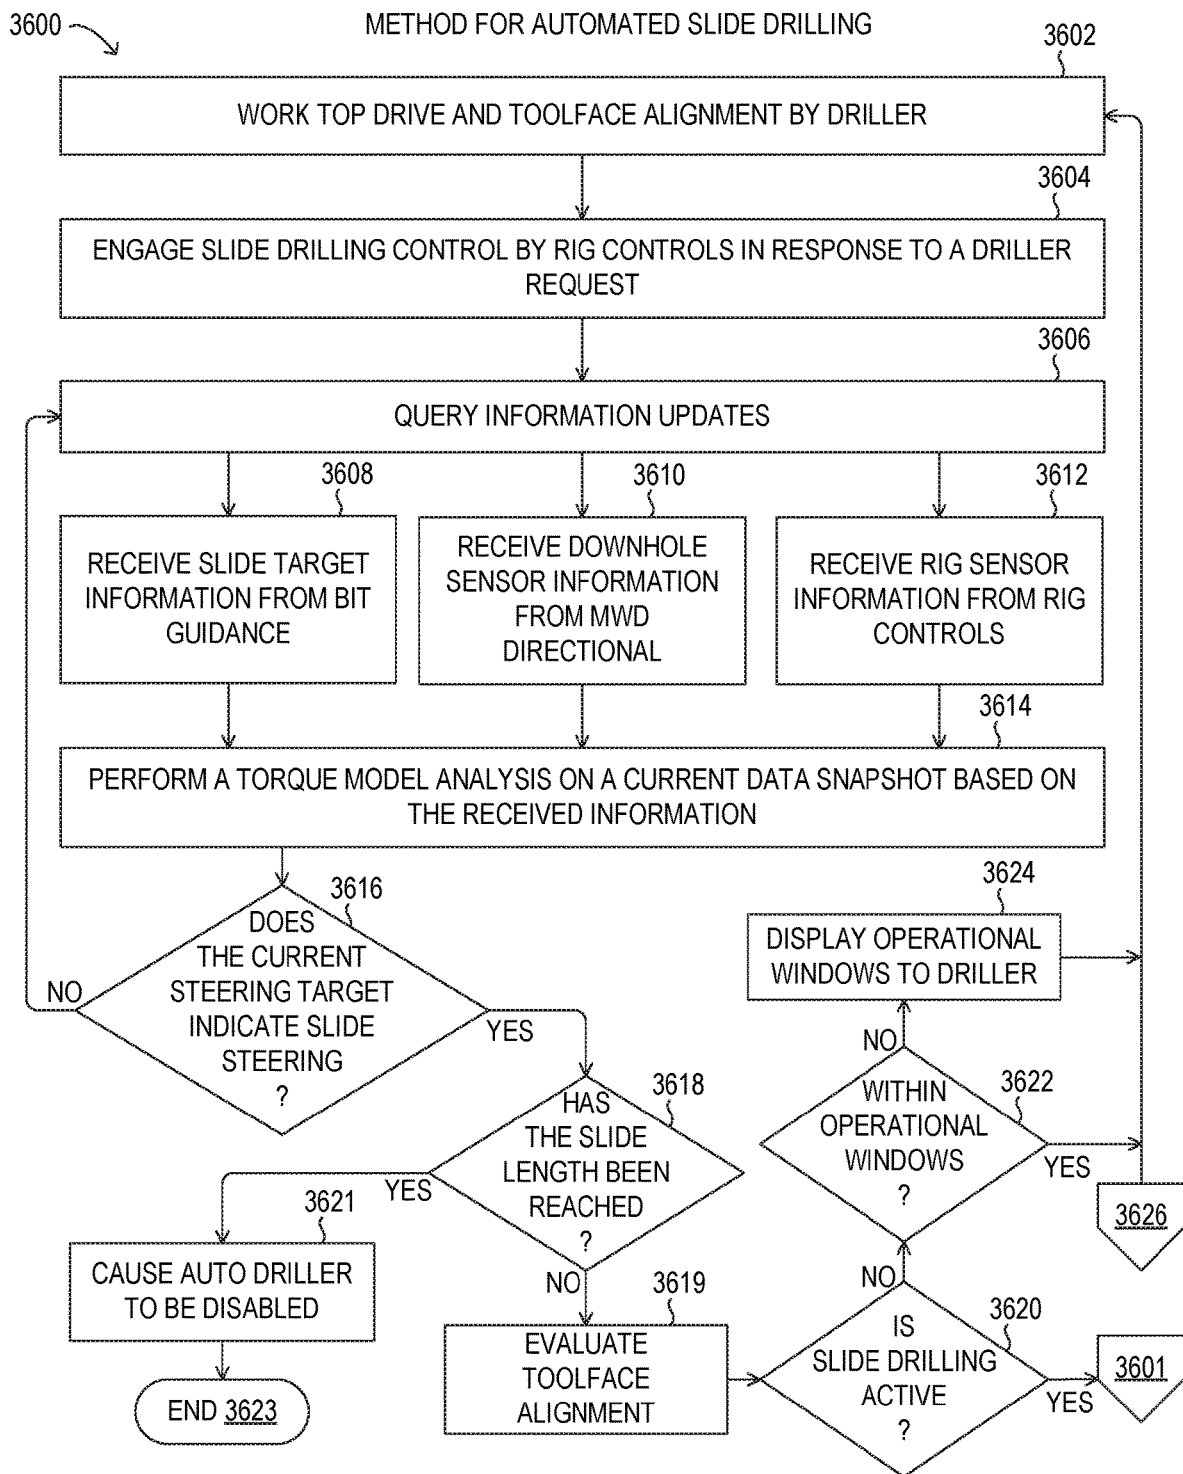 3600
METHOD FOR AUTOMATED SLIDE DRILLING
3602
WORK TOP DRIVE AND TOOLFACE ALIGNMENT BY DRILLER
3604
ENGAGE SLIDE DRILLING CONTROL BY RIG CONTROLS IN RESPONSE TO A DRILLER
REQUEST
3606
QUERY INFORMATION UPDATES
3608
RECEIVE SLIDE TARGET
INFORMATION FROM BIT
GUIDANCE
3610
RECEIVE DOWNHOLE
SENSOR INFORMATION
FROM MWD
DIRECTIONAL
3612
RECEIVE RIG SENSOR
INFORMATION FROM RIG
CONTROLS
3614
PERFORM A TORQUE MODEL ANALYSIS ON A CURRENT DATA SNAPSHOT BASED ON
THE RECEIVED INFORMATION
3616
DOES
THE CURRENT
STEERING TARGET
INDICATE SLIDE
STEERING
?
NO
YES
3618
HAS
THE SLIDE
LENGTH BEEN
REACHED
?
YES
NO
3621
CAUSE AUTO DRILLER
TO BE DISABLED
END 3623
3619
EVALUATE
TOOLFACE
ALIGNMENT
3620
IS
SLIDE DRILLING
ACTIVE
?
NO
YES
3601
3622
WITHIN
OPERATIONAL
WINDOWS
?
NO
YES
3624
DISPLAY OPERATIONAL
WINDOWS TO DRILLER
3626